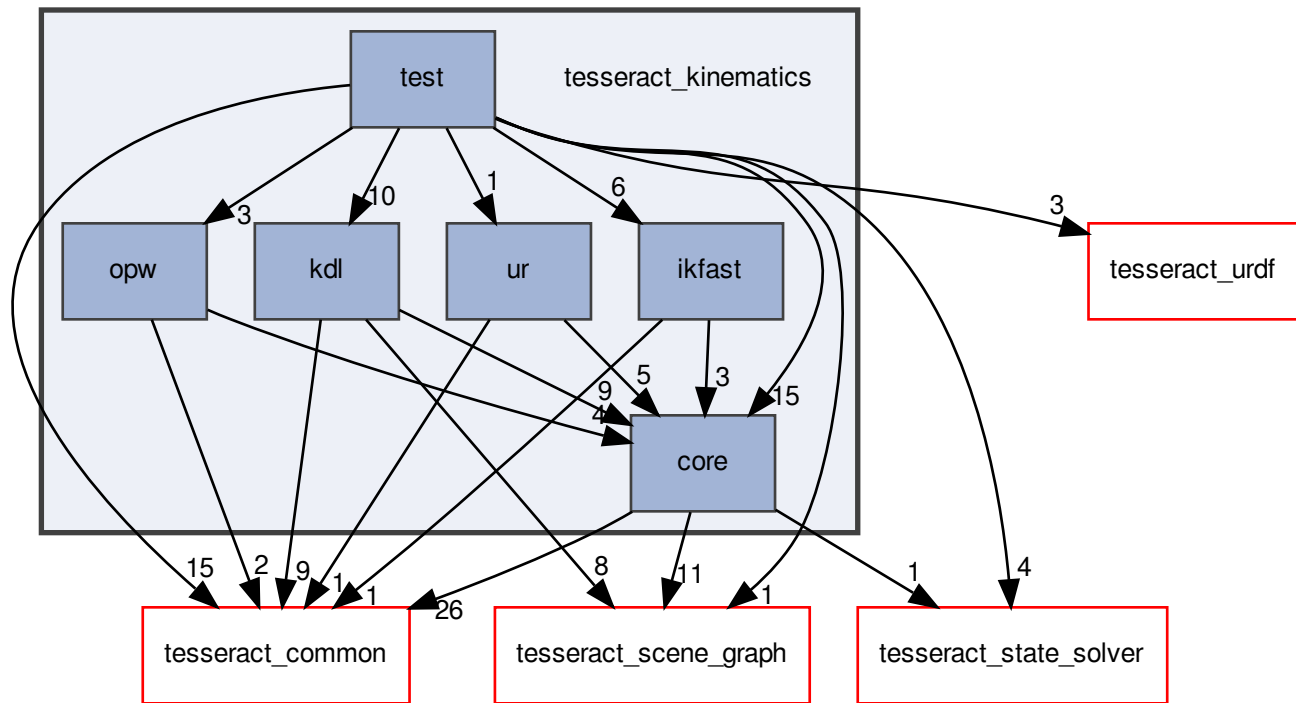 test
tesseract_kinematics
3
10
1
6
3
opw
kdl
ur
ikfast
tesseract_urdf
9
4
5
3
15
core
15
2
9
1
1
26
8
11
1
1
4
tesseract_common
tesseract_scene_graph
tesseract_state_solver